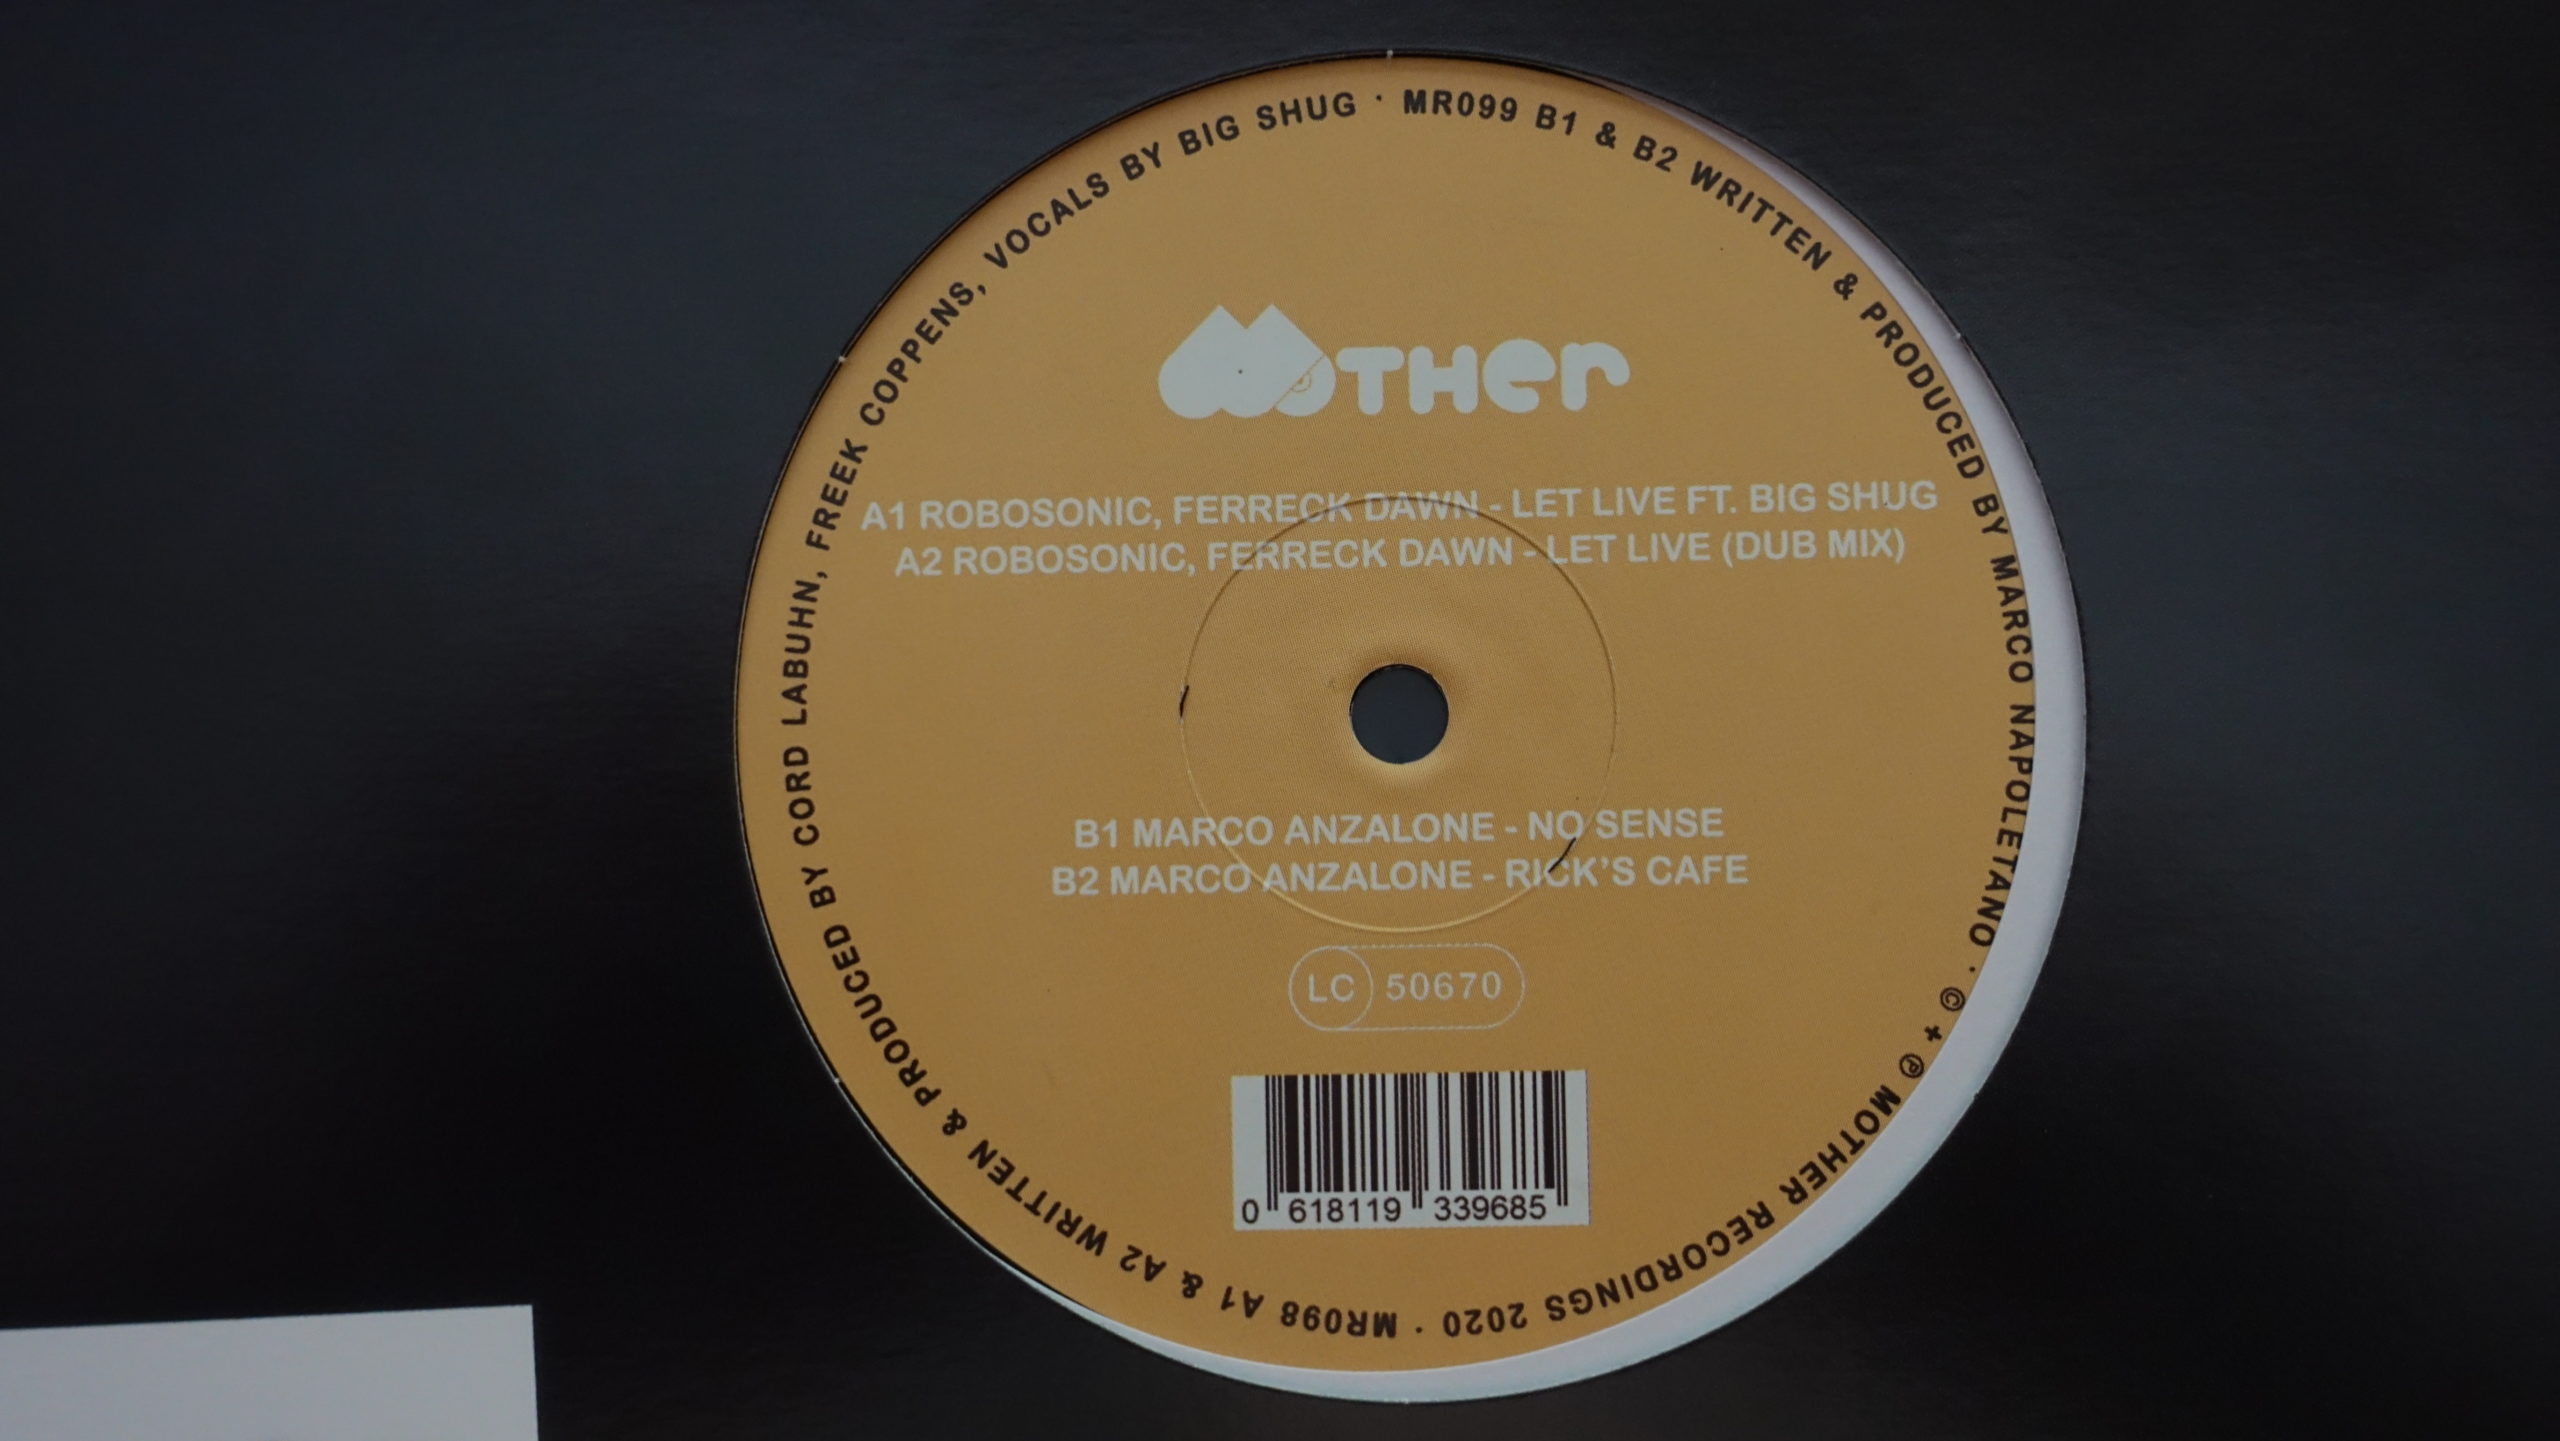 MOTHER
A1 ROBOSONIC, FERRECK DAWN - LET LIVE FT. BIG SHUG
A2 ROBOSONIC, FERRECK DAWN - LET LIVE (DUB MIX)
B1 MARCO ANZALONE - NO SENSE
B2 MARCO ANZALONE - RICK'S CAFE
LC 50670
0 618119 339685
MR098 A1 & A2 WRITTEN & PRODUCED BY CORD LABUHN, FREEK COPPENS, VOCALS BY BIG SHUG · MR099 B1 & B2 WRITTEN & PRODUCED BY MARCO NAPOLETANO · © + ℗ MOTHER RECORDINGS 2020 ·